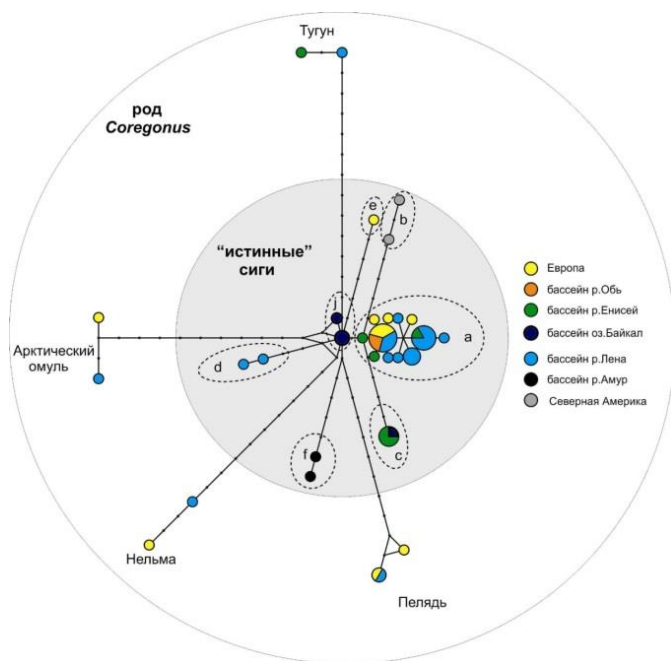 Тугун
род
Coregonus
e
b
“истинные”
сиги
Европа
бассейн р.Обь
бассейн р.Енисей
бассейн оз.Байкал
бассейн р.Лена
бассейн р.Амур
Северная Америка
j
a
Арктический
омуль
d
c
f
Нельма
Пелядь